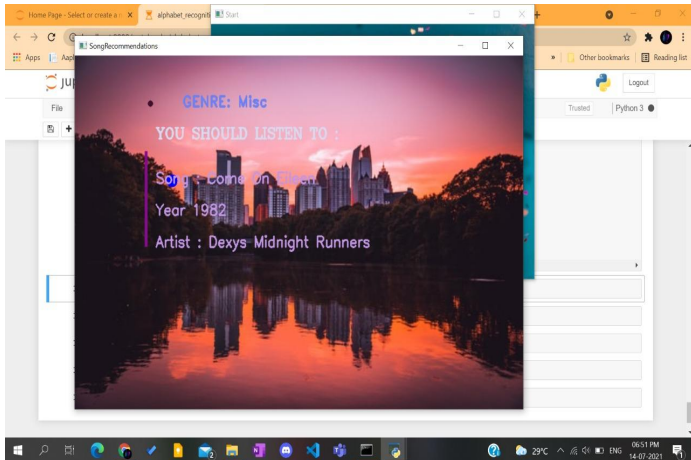 Home Page - Select or create a n
alphabet_recogniti
Start
Apps
Other bookmarks
Reading list
SongRecommendations
Logout
File
Trusted
Python 3
GENRE: Misc
YOU SHOULD LISTEN TO :
Song : Come On Eileen
Year 1982
Artist : Dexys Midnight Runners
29°C
ENG
06:51 PM
14-07-2021